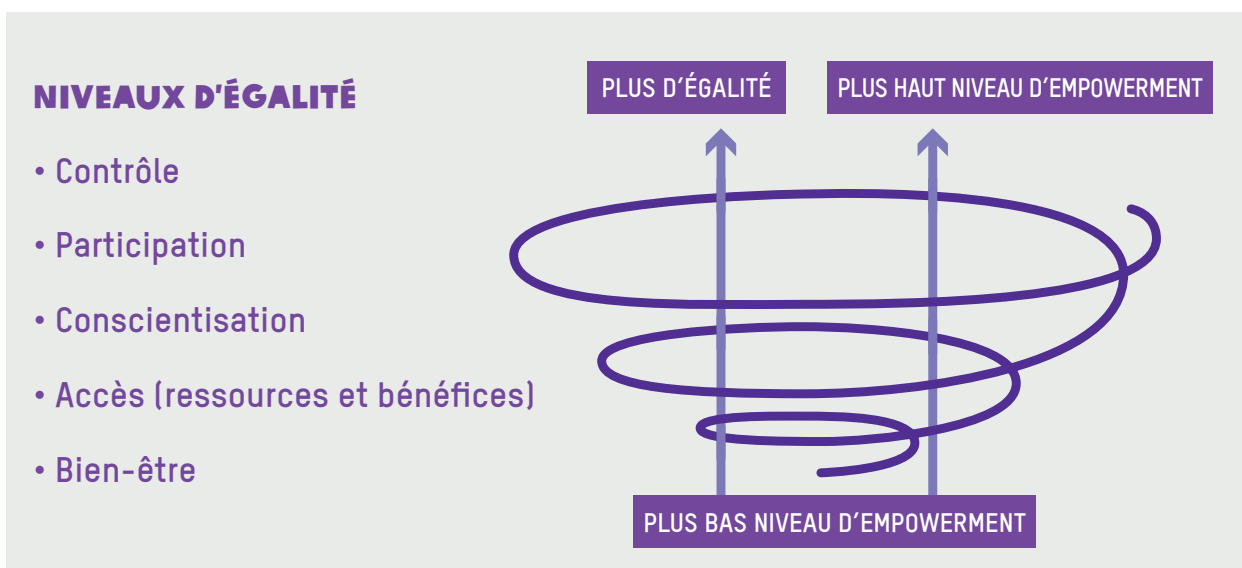 NIVEAUX D'ÉGALITÉ
• Contrôle
• Participation
• Conscientisation
• Accès (ressources et bénéfices)
• Bien-être
PLUS D'ÉGALITÉ
PLUS HAUT NIVEAU D'EMPOWERMENT
PLUS BAS NIVEAU D'EMPOWERMENT